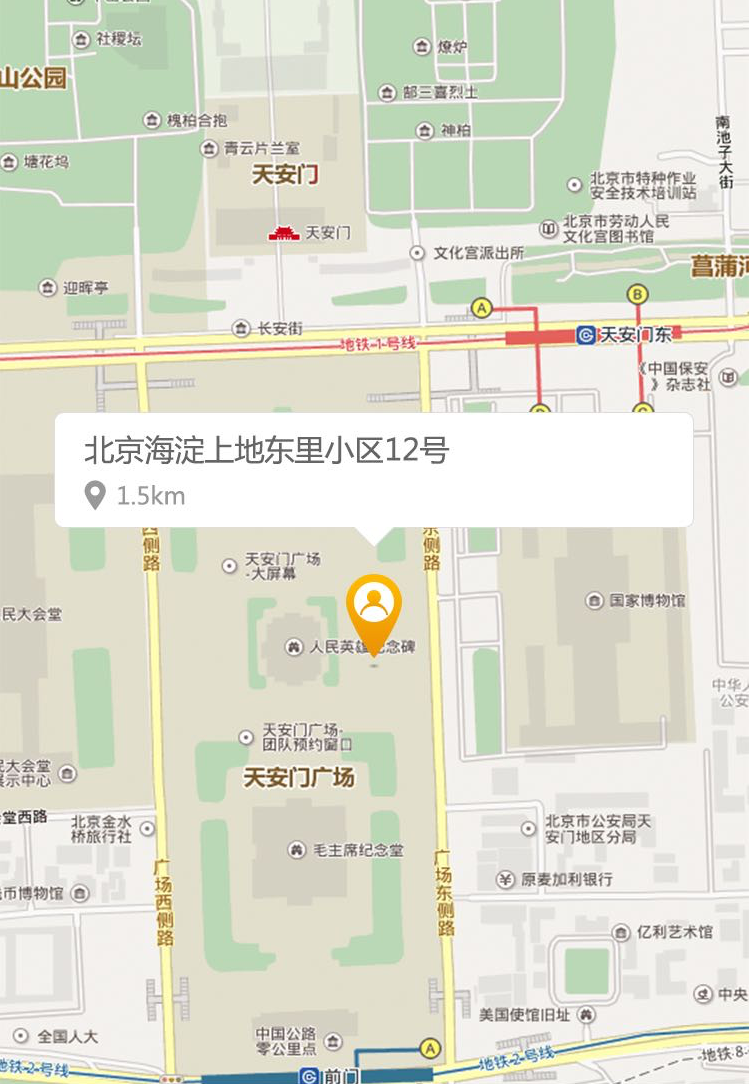 社稷坛
燎炉
山公园
郜三喜烈士
槐柏合抱
神柏
青云片兰室
南池子大街
塘花坞
天安门
北京市特种作业
安全技术培训站
天安门
北京市劳动人民
文化宫图书馆
文化宫派出所
菖蒲河
迎晖亭
B
A
长安街
地铁1号线
天安门东
《中国保安
》杂志社
D
C
北京海淀上地东里小区12号
1.5km
西侧路
东侧路
天安门广场
-大屏幕
国家博物馆
民大会堂
人民英雄纪念碑
中华人
公安
天安门广场-
团队预约窗口
民大会堂
展示中心
天安门广场
会堂西路
北京金水
桥旅行社
北京市公安局天
安门地区分局
毛主席纪念堂
广场西侧路
广场东侧路
原麦加利银行
币博物馆
亿利艺术馆
中央
美国使馆旧址
全国人大
中国公路
零公里点
A
地铁2号线
前门
地铁2号线
地铁8